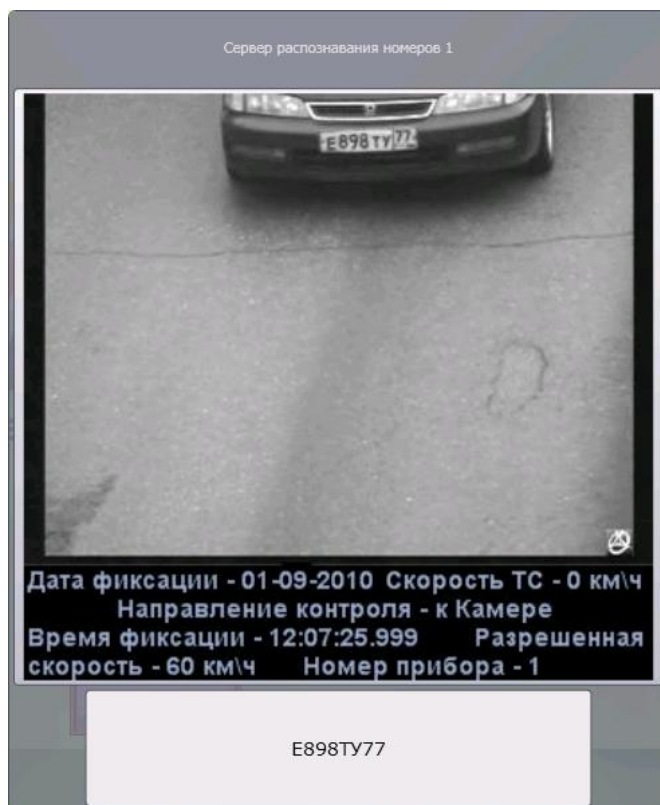 Сервер распознавания номеров 1
Е898ТУ77
Дата фиксации - 01-09-2010 Скорость ТС - 0 км\ч
Направление контроля - к Камере
Время фиксации - 12:07:25.999 Разрешенная
скорость - 60 км\ч Номер прибора - 1
Е898ТУ77